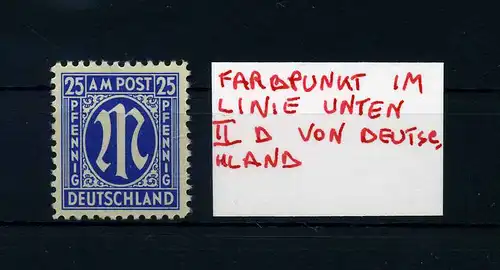 25 AM POST 25
PFENNIG
M
PFENNIG
DEUTSCHLAND
FARBPUNKT IM
LINIE UNTEN
II D VON DEUTSC,
HLAND